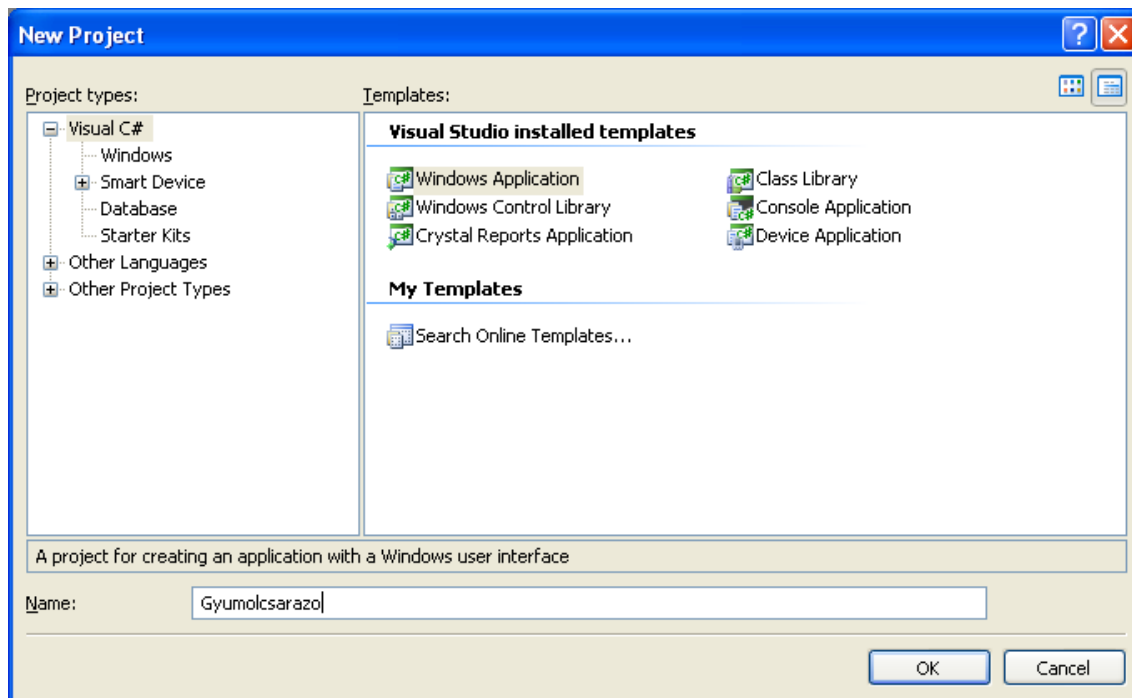 New Project
Project types:
Templates:
Visual C#
Windows
Smart Device
Database
Starter Kits
Other Languages
Other Project Types
Visual Studio installed templates
Windows Application
Class Library
Windows Control Library
Console Application
Crystal Reports Application
Device Application
My Templates
Search Online Templates...
A project for creating an application with a Windows user interface
Name:
Gyumolcsarazo
OK
Cancel